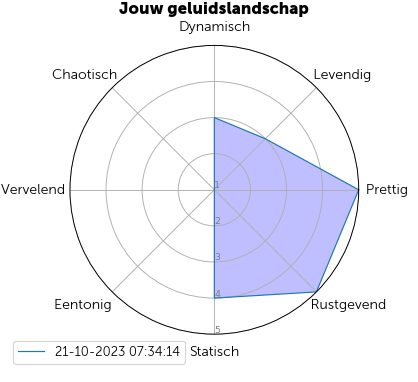 Jouw geluidslandschap
Dynamisch
Chaotisch
Levendig
Vervelend
Prettig
1
2
3
4
5
Eentonig
Rustgevend
Statisch
21-10-2023 07:34:14